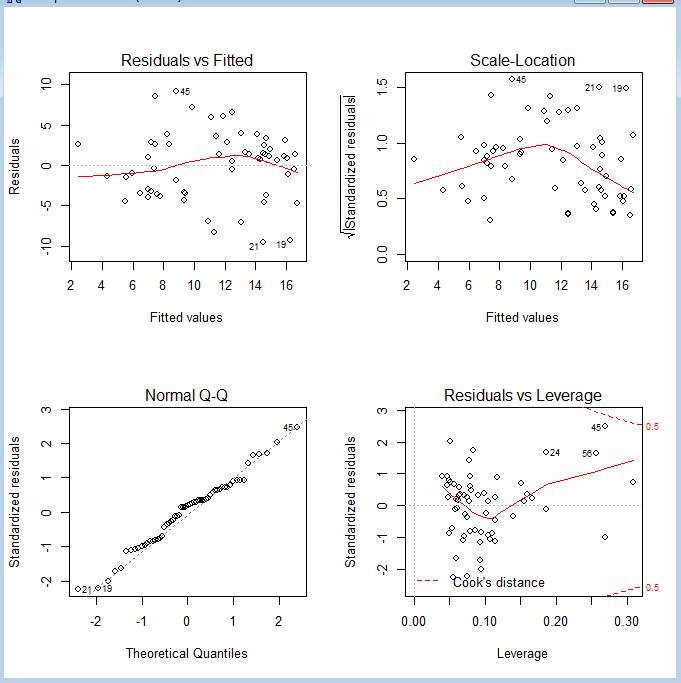 Residuals vs Fitted
Residuals
10
5
0
-5
-10
45
21
19
2 4 6 8 10 12 14 16
Fitted values
Scale-Location
√|Standardized residuals|
1.5
1.0
0.5
0.0
45
21
19
2 4 6 8 10 12 14 16
Fitted values
Normal Q-Q
Standardized residuals
3
2
1
0
-1
-2
45
21
19
-2 -1 0 1 2
Theoretical Quantiles
Residuals vs Leverage
Standardized residuals
3
2
1
0
-1
-2
0.5
45
24
56
Cook's distance
0.5
0.00 0.10 0.20 0.30
Leverage